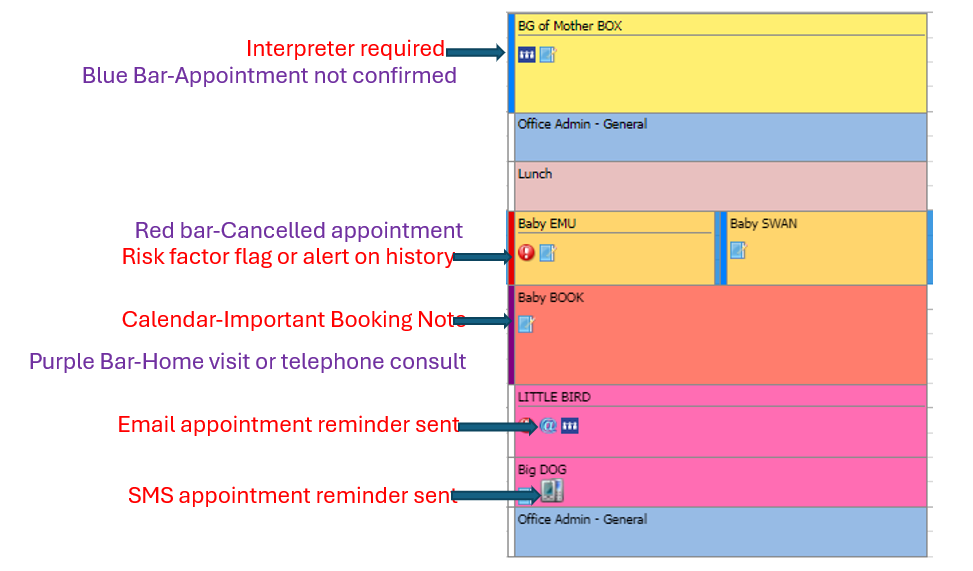 BG of Mother BOX
Interpreter required
Blue Bar-Appointment not confirmed
Office Admin - General
Lunch
Red bar-Cancelled appointment
Risk factor flag or alert on history
Baby EMU
Baby SWAN
Baby BOOK
Calendar-Important Booking Note
Purple Bar-Home visit or telephone consult
LITTLE BIRD
Email appointment reminder sent
@
Big DOG
SMS appointment reminder sent
Office Admin - General